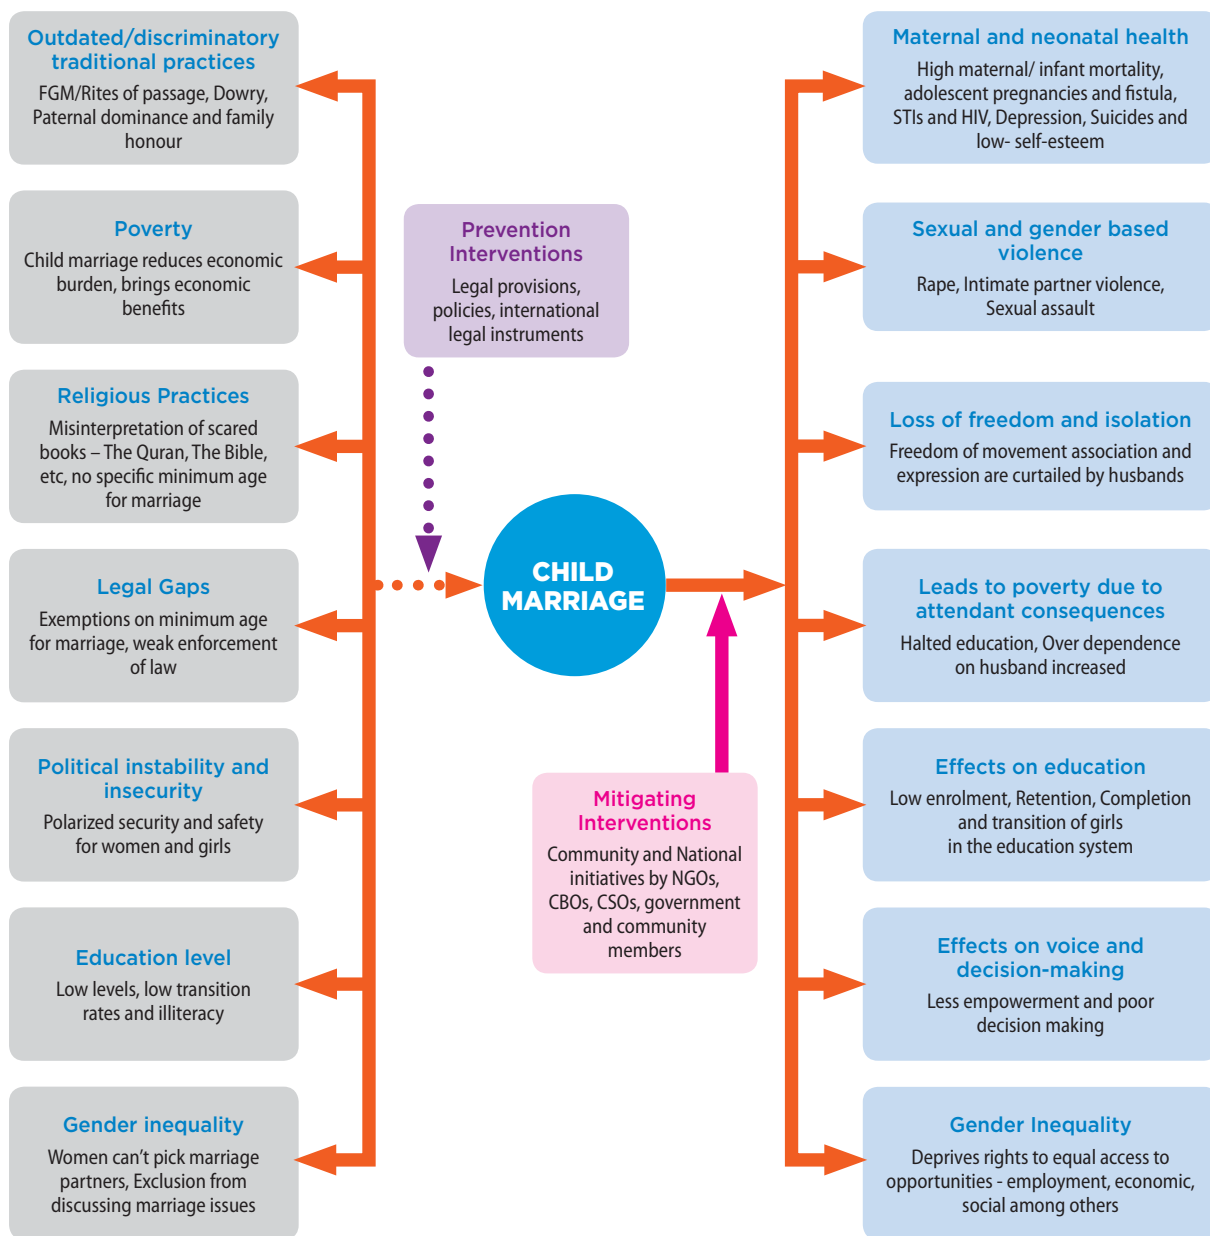 Outdated/discriminatory
traditional practices
FGM/Rites of passage, Dowry,
Paternal dominance and family
honour
Poverty
Child marriage reduces economic
burden, brings economic
benefits
Religious Practices
Misinterpretation of scared
books – The Quran, The Bible,
etc, no specific minimum age
for marriage
Legal Gaps
Exemptions on minimum age
for marriage, weak enforcement
of law
Political instability and
insecurity
Polarized security and safety
for women and girls
Education level
Low levels, low transition
rates and illiteracy
Gender inequality
Women can’t pick marriage
partners, Exclusion from
discussing marriage issues
Prevention
Interventions
Legal provisions,
policies, international
legal instruments
CHILD
MARRIAGE
Mitigating
Interventions
Community and National
initiatives by NGOs,
CBOs, CSOs, government
and community
members
Maternal and neonatal health
High maternal/ infant mortality,
adolescent pregnancies and fistula,
STIs and HIV, Depression, Suicides and
low- self-esteem
Sexual and gender based
violence
Rape, Intimate partner violence,
Sexual assault
Loss of freedom and isolation
Freedom of movement association and
expression are curtailed by husbands
Leads to poverty due to
attendant consequences
Halted education, Over dependence
on husband increased
Effects on education
Low enrolment, Retention, Completion
and transition of girls
in the education system
Effects on voice and
decision-making
Less empowerment and poor
decision making
Gender Inequality
Deprives rights to equal access to
opportunities - employment, economic,
social among others